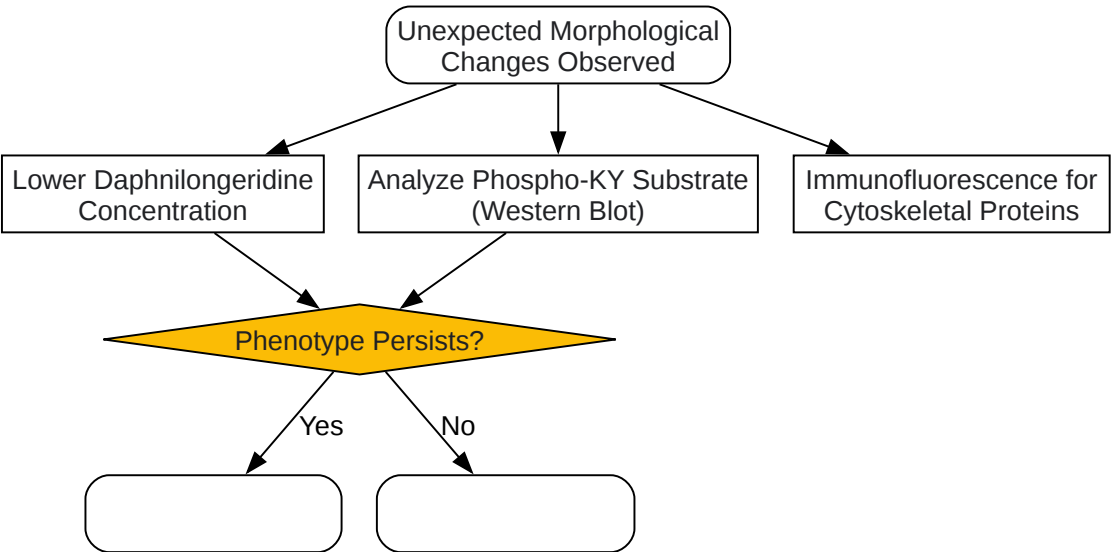 Unexpected Morphological
Changes Observed
Lower Daphnilongeridine
Concentration
Analyze Phospho-KY Substrate
(Western Blot)
Immunofluorescence for
Cytoskeletal Proteins
Phenotype Persists?
Yes
No